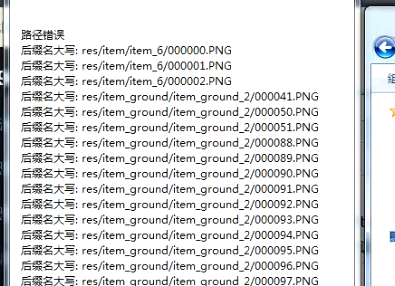 路径错误
后缀名大写: res/item/item_6/000000.PNG
后缀名大写: res/item/item_6/000001.PNG
后缀名大写: res/item/item_6/000002.PNG
后缀名大写: res/item_ground/item_ground_2/000041.PNG
后缀名大写: res/item_ground/item_ground_2/000050.PNG
后缀名大写: res/item_ground/item_ground_2/000051.PNG
后缀名大写: res/item_ground/item_ground_2/000088.PNG
后缀名大写: res/item_ground/item_ground_2/000089.PNG
后缀名大写: res/item_ground/item_ground_2/000090.PNG
后缀名大写: res/item_ground/item_ground_2/000091.PNG
后缀名大写: res/item_ground/item_ground_2/000092.PNG
后缀名大写: res/item_ground/item_ground_2/000093.PNG
后缀名大写: res/item_ground/item_ground_2/000094.PNG
后缀名大写: res/item_ground/item_ground_2/000095.PNG
后缀名大写: res/item_ground/item_ground_2/000096.PNG
后缀名大写: res/item_ground/item_ground_2/000097.PNG
组